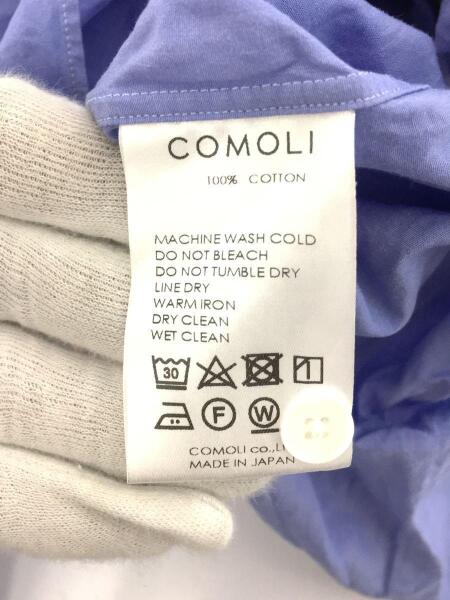 COMOLI
100% COTTON
MACHINE WASH COLD
DO NOT BLEACH
DO NOT TUMBLE DRY
LINE DRY
WARM IRON
DRY CLEAN
WET CLEAN
30
F W
COMOLI co.,L
MADE IN JAPAN